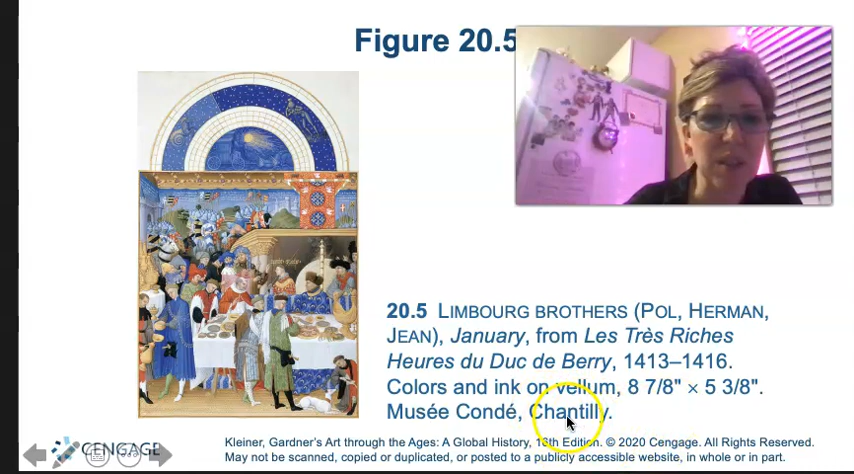 Figure 20.5
20.5 LIMBOURG BROTHERS (POL, HERMAN,
JEAN), January, from Les Très Riches
Heures du Duc de Berry, 1413–1416.
Colors and ink on vellum, 8 7/8" × 5 3/8".
Musée Condé, Chantilly.
CENGAGE
Kleiner, Gardner's Art through the Ages: A Global History, 16th Edition. © 2020 Cengage. All Rights Reserved.
May not be scanned, copied or duplicated, or posted to a publicly accessible website, in whole or in part.